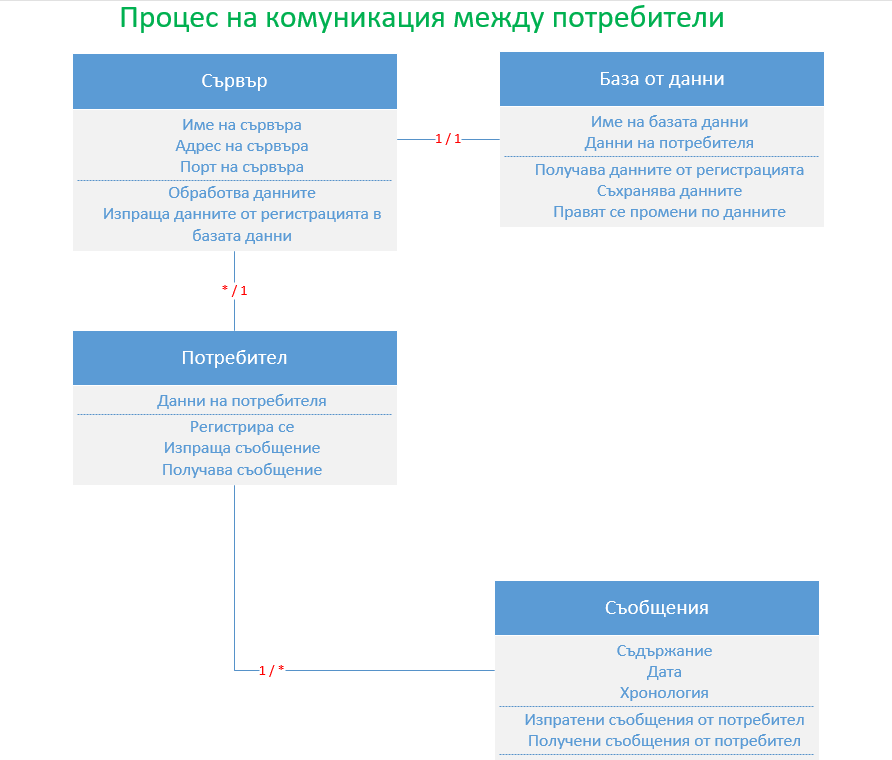 Процес на комуникация между потребители
Сървър
Име на сървъра
Адрес на сървъра
Порт на сървъра
Обработва данните
Изпраща данните от регистрацията в
базата данни
1 / 1
База от данни
Име на базата данни
Данни на потребителя
Получава данните от регистрацията
Съхранява данните
Правят се промени по данните
* / 1
Потребител
Данни на потребителя
Регистрира се
Изпраща съобщение
Получава съобщение
1 / *
Съобщения
Съдържание
Дата
Хронология
Изпратени съобщения от потребител
Получени съобщения от потребител